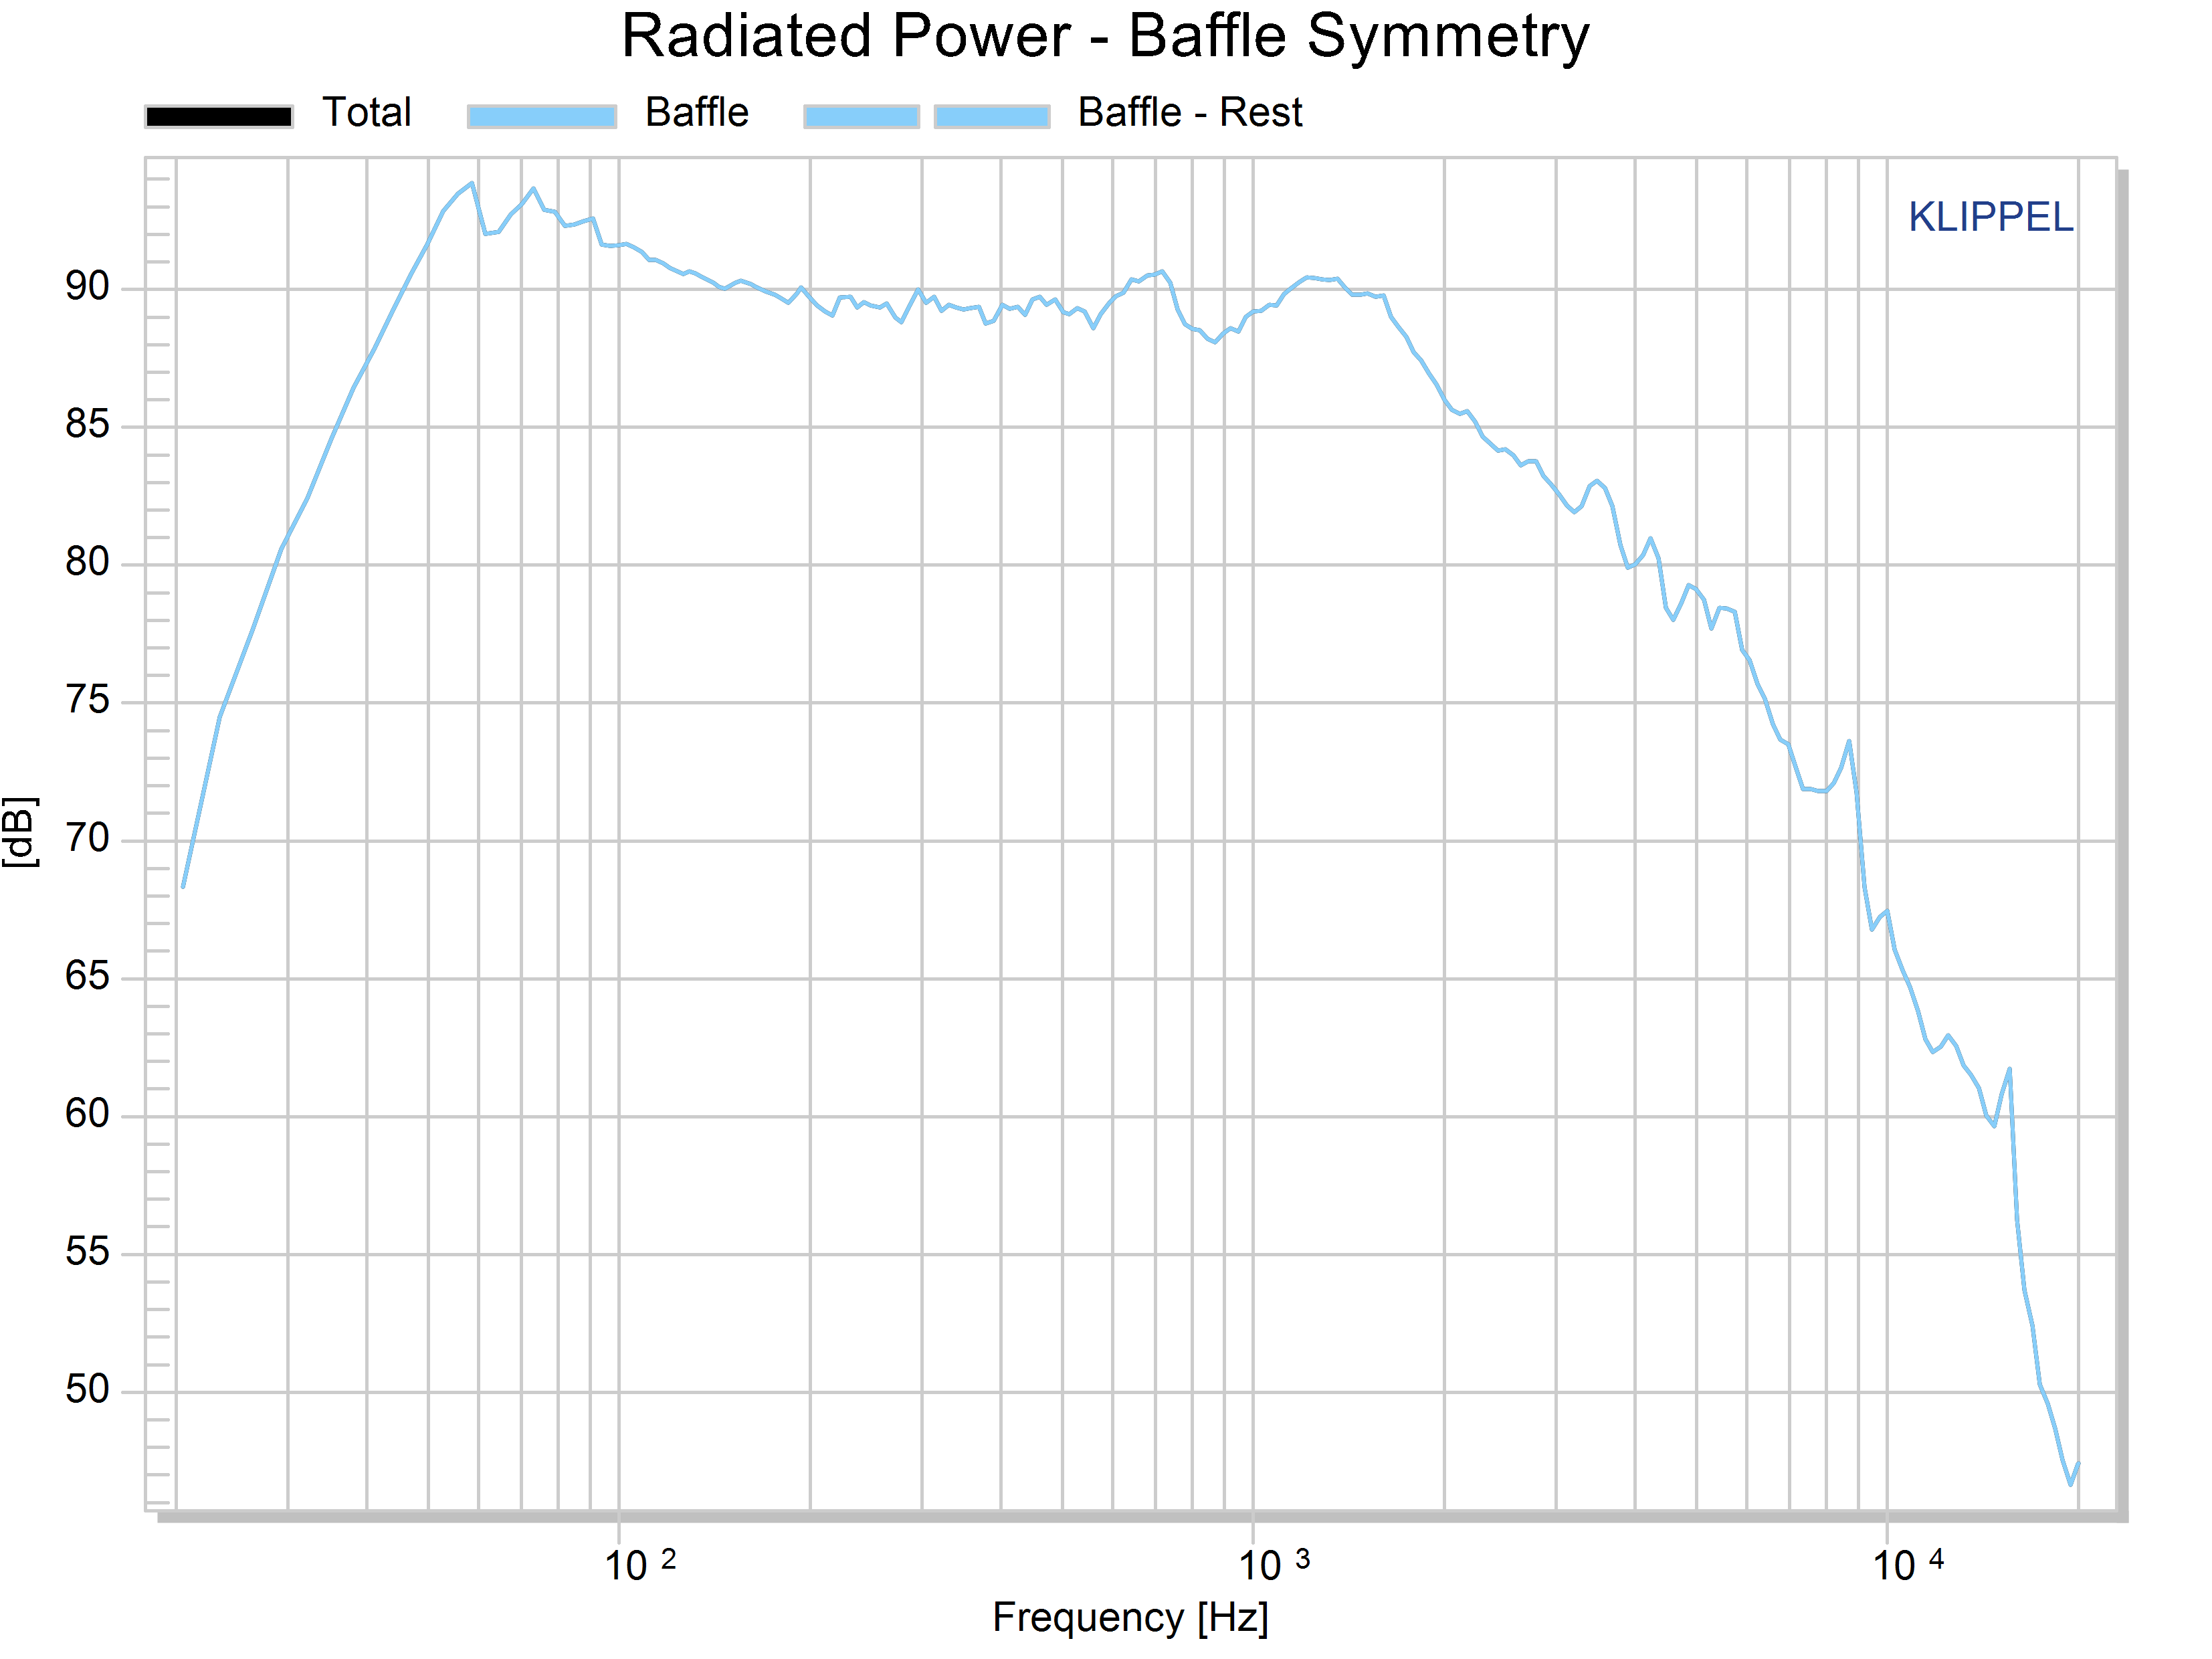 Radiated Power - Baffle Symmetry
Total Baffle Baffle - Rest
KLIPPEL
90
85
80
75
70
65
60
55
50
[dB]
10 2 10 3 10 4
Frequency [Hz]